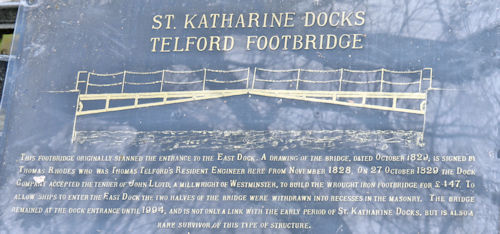 ST. KATHARINE DOCKS
TELFORD FOOTBRIDGE
THIS FOOTBRIDGE ORIGINALLY SPANNED THE ENTRANCE TO THE EAST DOCK. A DRAWING OF THE BRIDGE, DATED OCTOBER 1829, IS SIGNED BY
THOMAS RHODES WHO WAS THOMAS TELFORD'S RESIDENT ENGINEER HERE FROM NOVEMBER 1828. ON 27 OCTOBER 1829 THE DOCK
COMPANY ACCEPTED THE TENDER OF JOHN LLOYD, A MILLWRIGHT OF WESTMINSTER, TO BUILD THE WROUGHT IRON FOOTBRIDGE FOR £447. TO
ALLOW SHIPS TO ENTER THE EAST DOCK THE TWO HALVES OF THE BRIDGE WERE WITHDRAWN INTO RECESSES IN THE MASONRY. THE BRIDGE
REMAINED AT THE DOCK ENTRANCE UNTIL 1994, AND IS NOT ONLY A LINK WITH THE EARLY PERIOD OF ST. KATHARINE DOCKS, BUT IS ALSO A
RARE SURVIVOR OF THIS TYPE OF STRUCTURE.